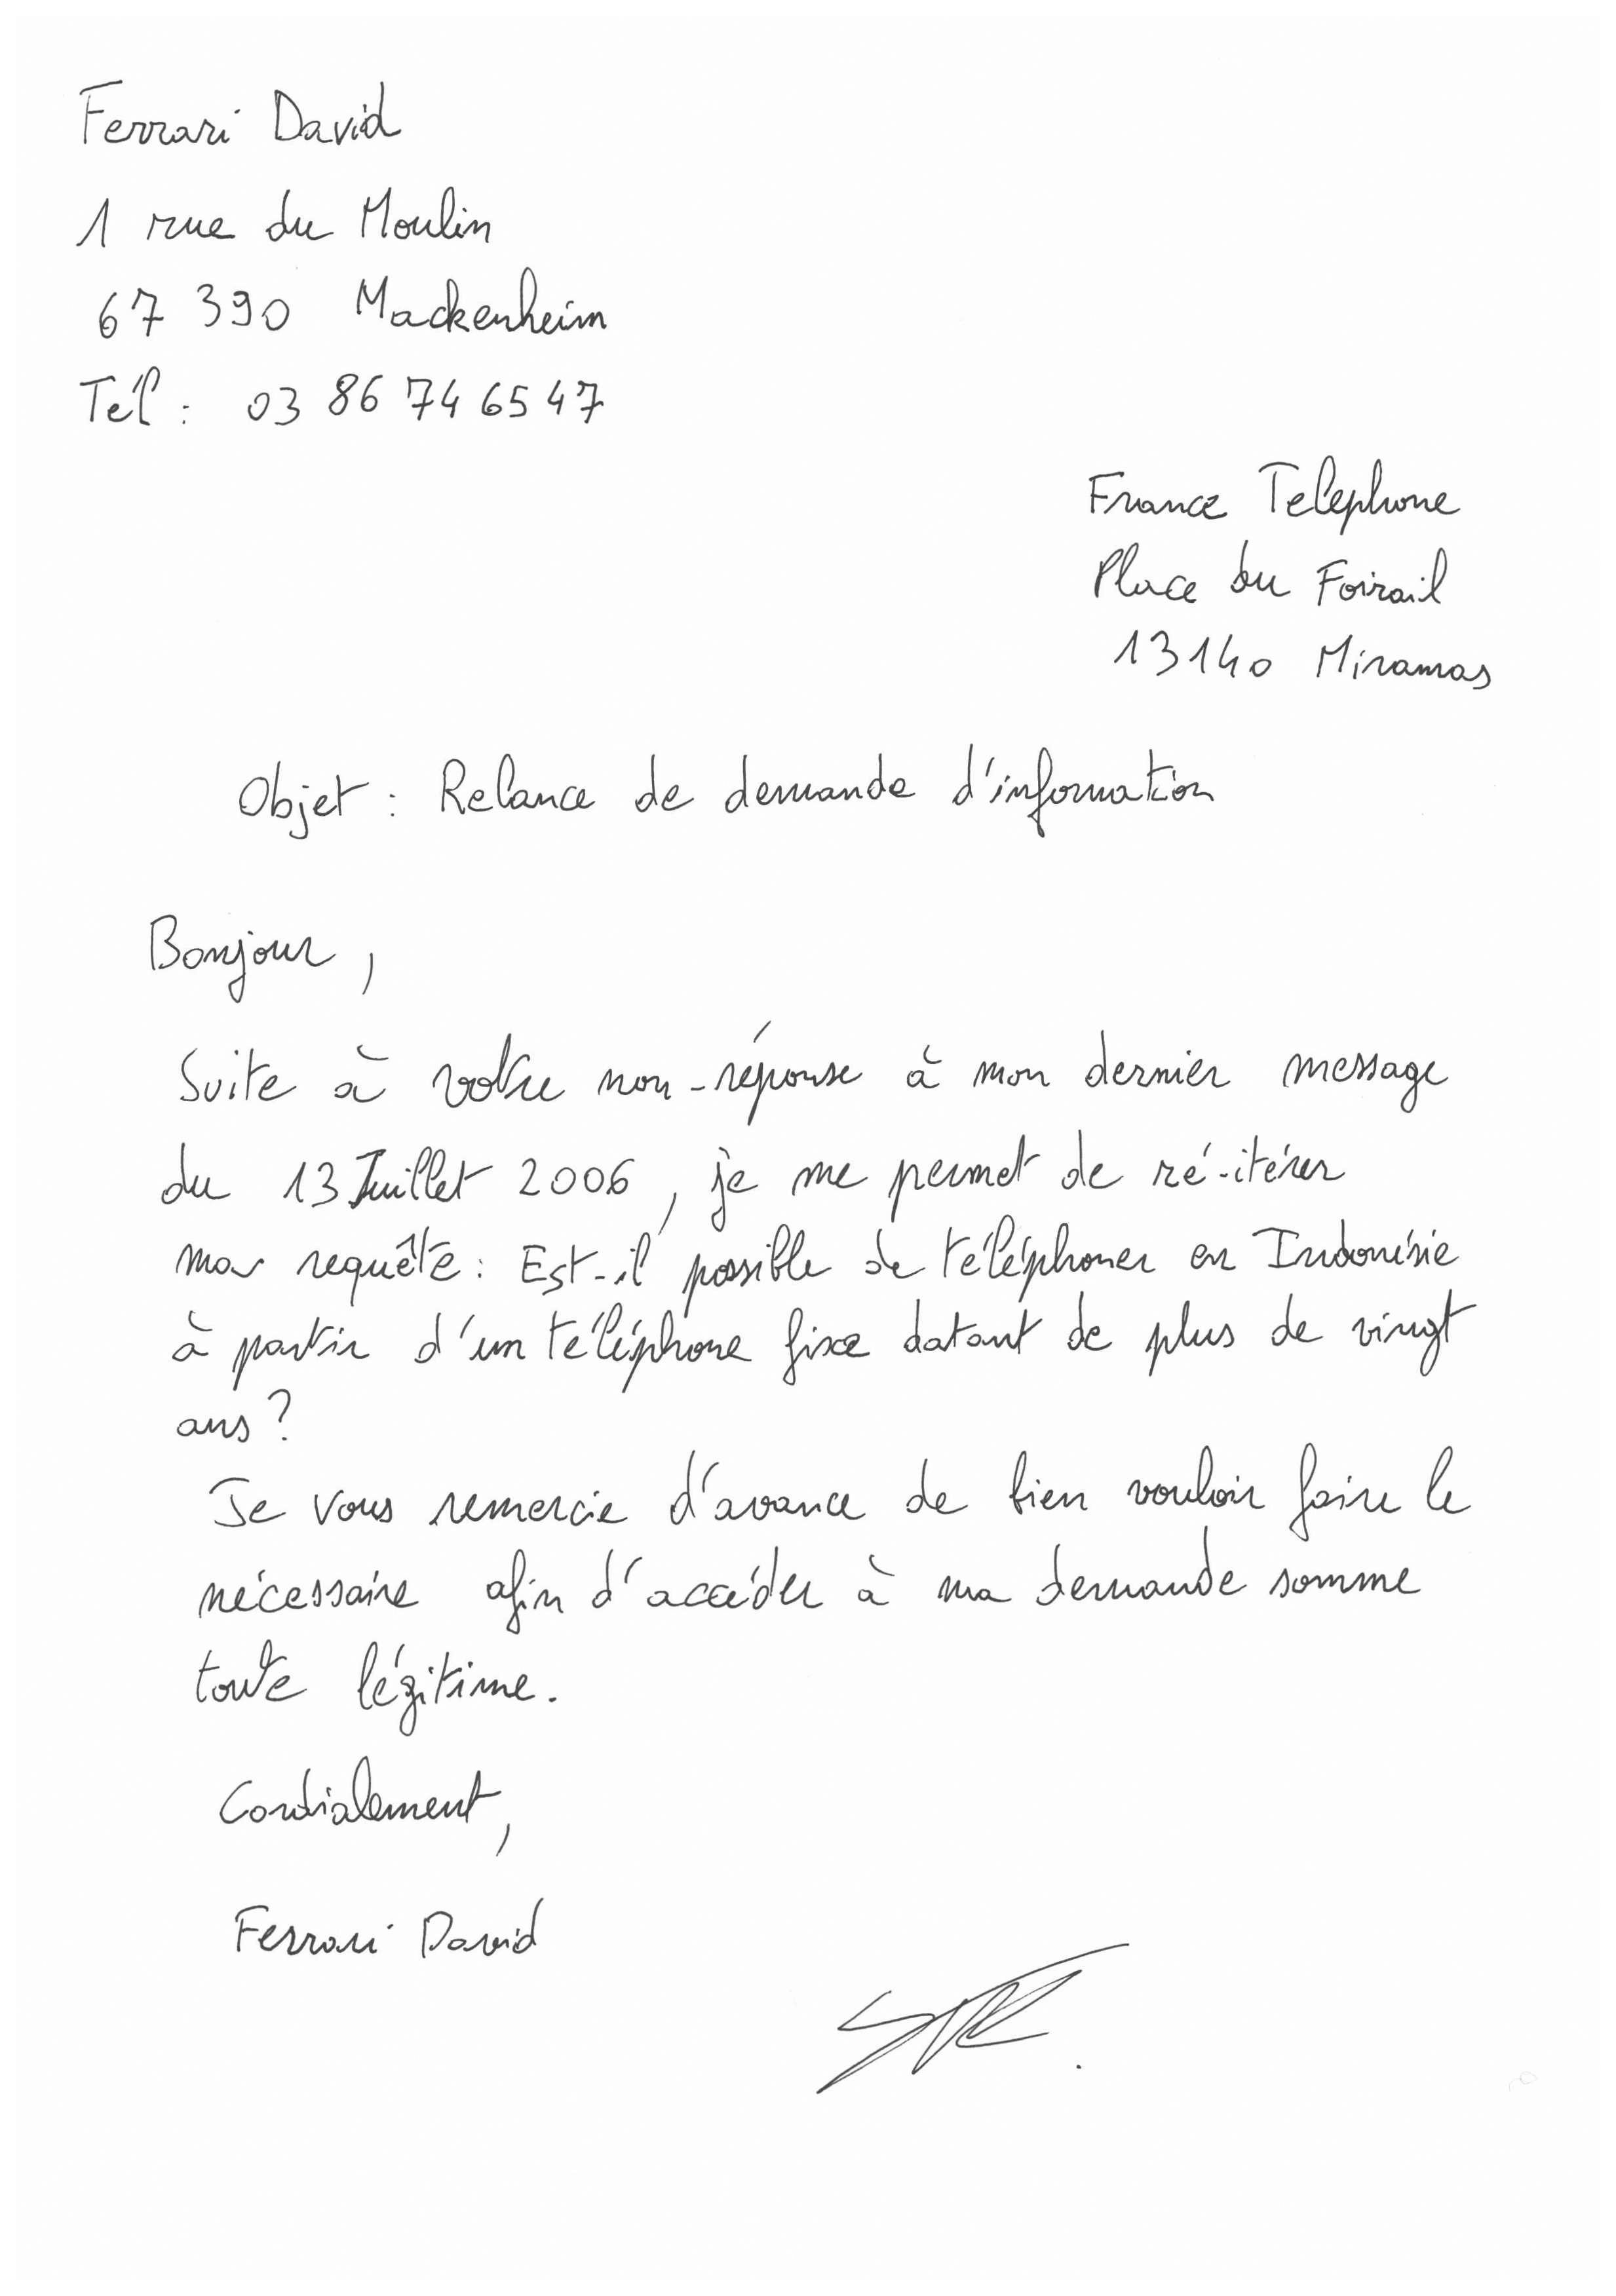 Ferrari David
1 rue du Moulin
67 390 Mackenheim
Tél : 03 86 74 65 47
France Telephone
Place du Foirail
13140 Miramas
Objet : Relance de demande d'information
Bonjour,
Suite à votre non-réponse à mon dernier message
du 13 Juillet 2006, je me permet de ré-itérer
ma requête : Est-il possible de téléphoner en Indonésie
à partir d'un téléphone fixe datant de plus de vingt
ans ?
Je vous remercie d'avance de bien vouloir faire le
nécessaire afin d'accéder à ma demande somme
toute légitime.
Cordialement,
Ferrari David